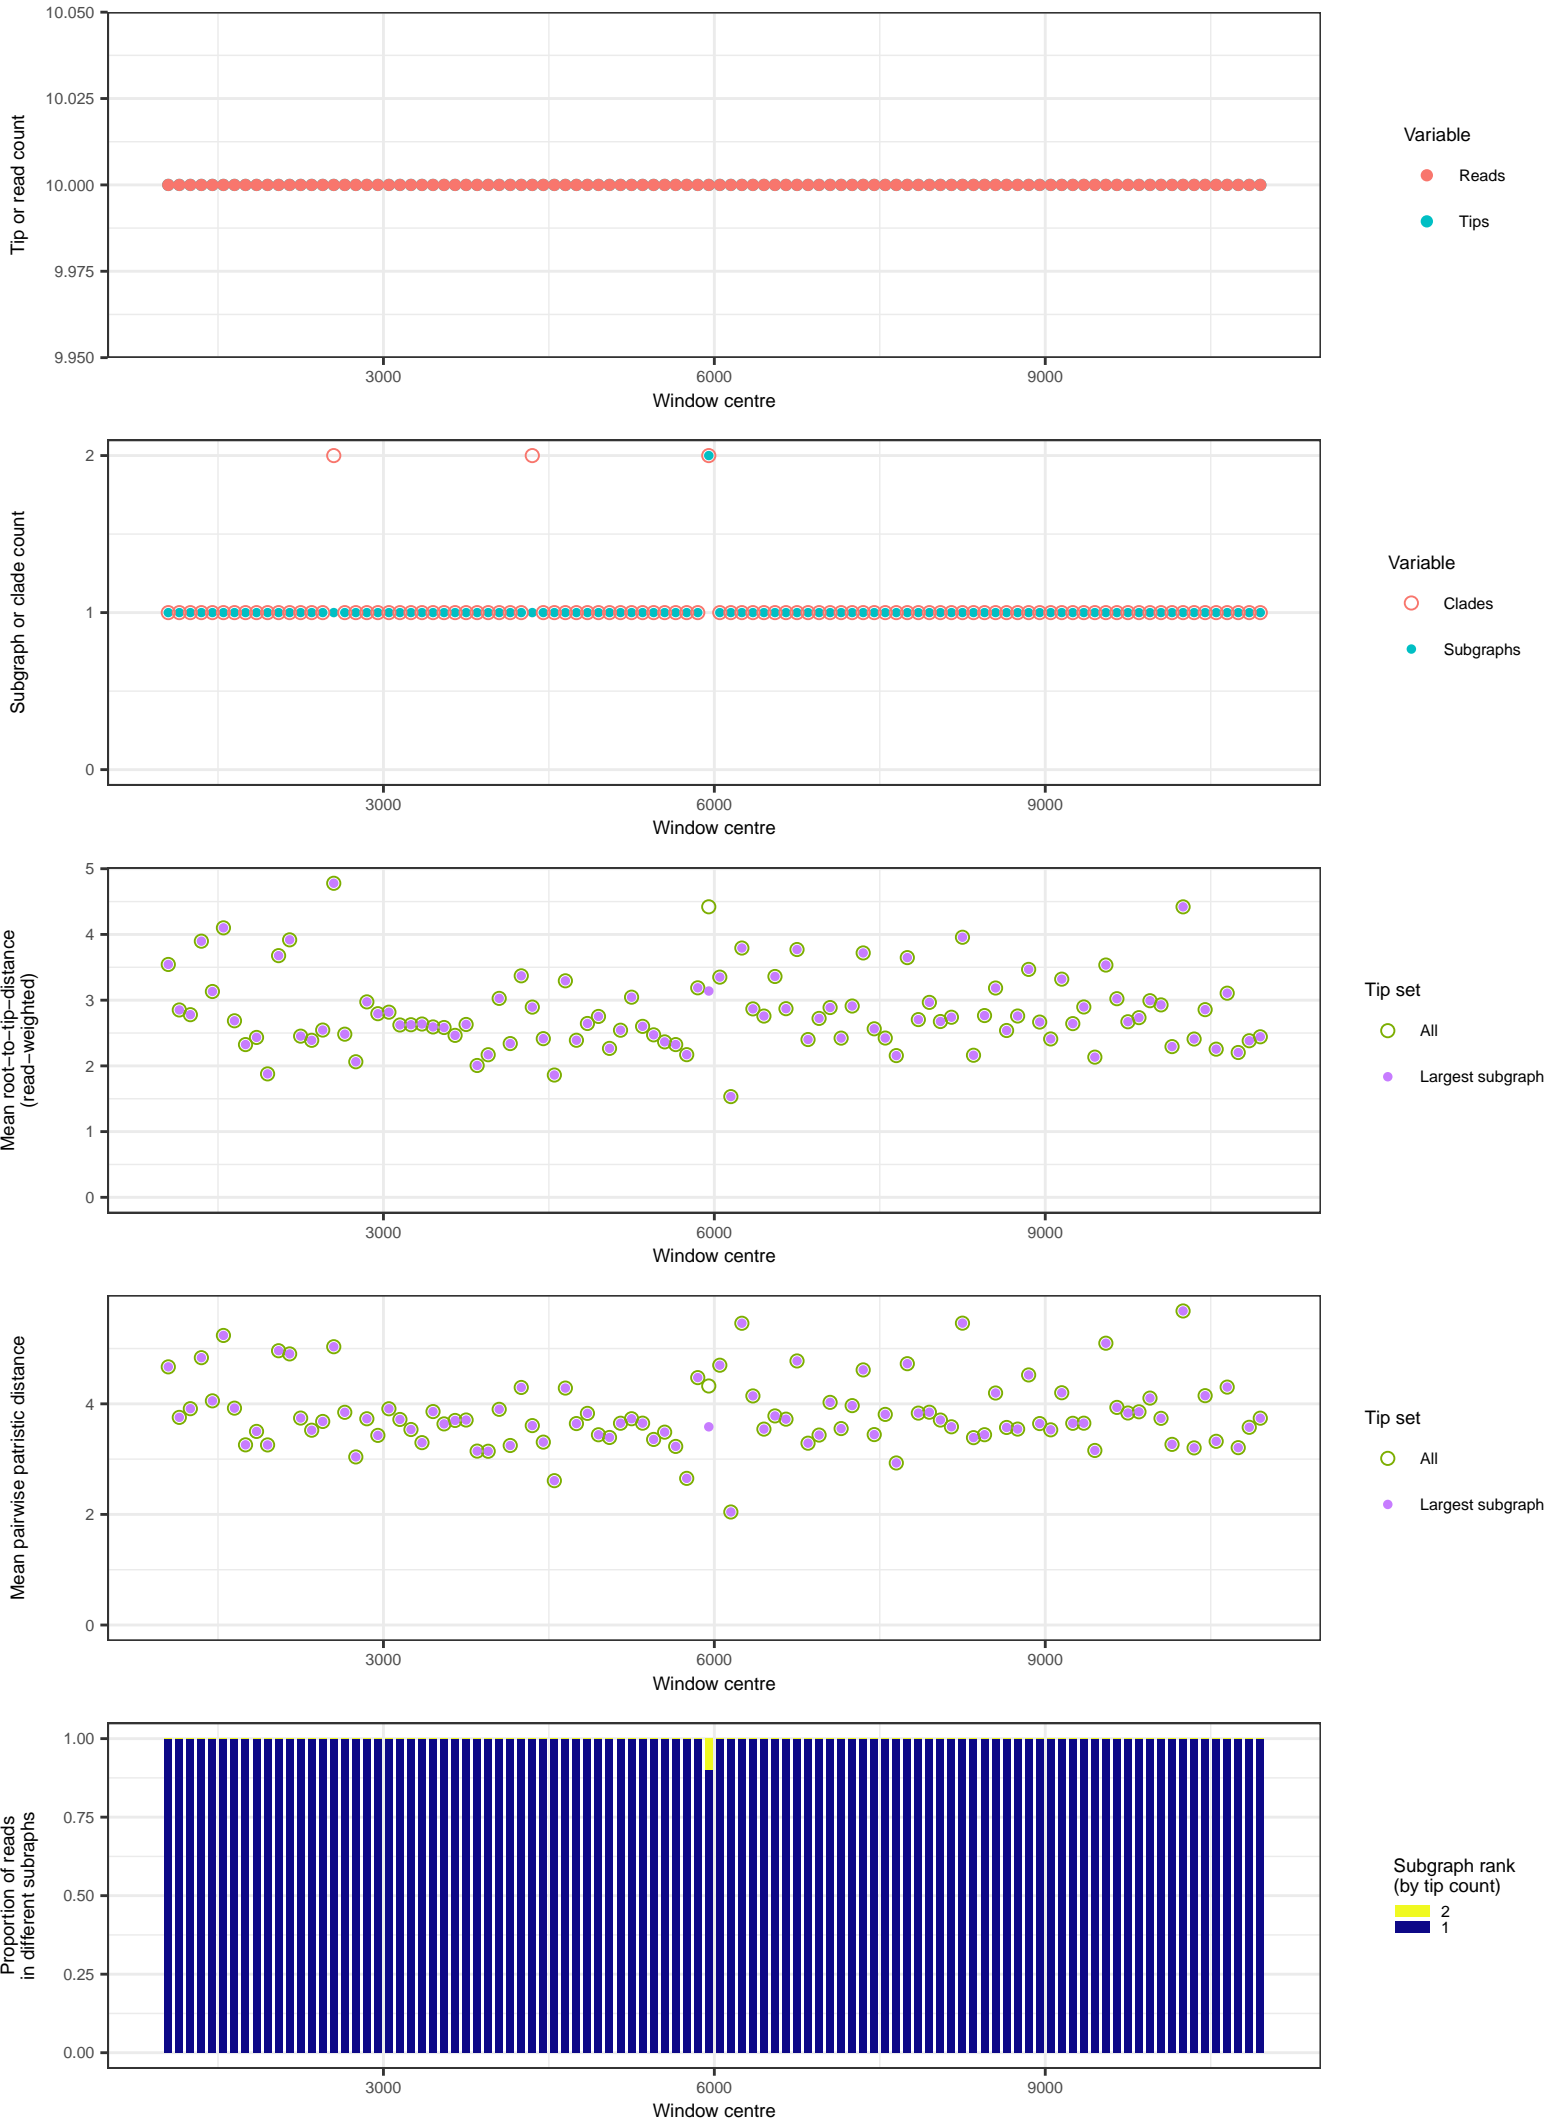 10.050
10.025
10.000
9.975
9.950
Tip or read count
3000
6000
9000
Window centre
Variable
Reads
Tips
2
1
0
Subgraph or clade count
3000
6000
9000
Window centre
Variable
Clades
Subgraphs
5
4
3
2
1
0
Mean root−to−tip−distance
(read−weighted)
3000
6000
9000
Window centre
Tip set
All
Largest subgraph
4
2
0
Mean pairwise patristic distance
3000
6000
9000
Window centre
Tip set
All
Largest subgraph
1.00
0.75
0.50
0.25
0.00
Proportion of reads
in different subraphs
3000
6000
9000
Window centre
Subgraph rank
(by tip count)
2
1